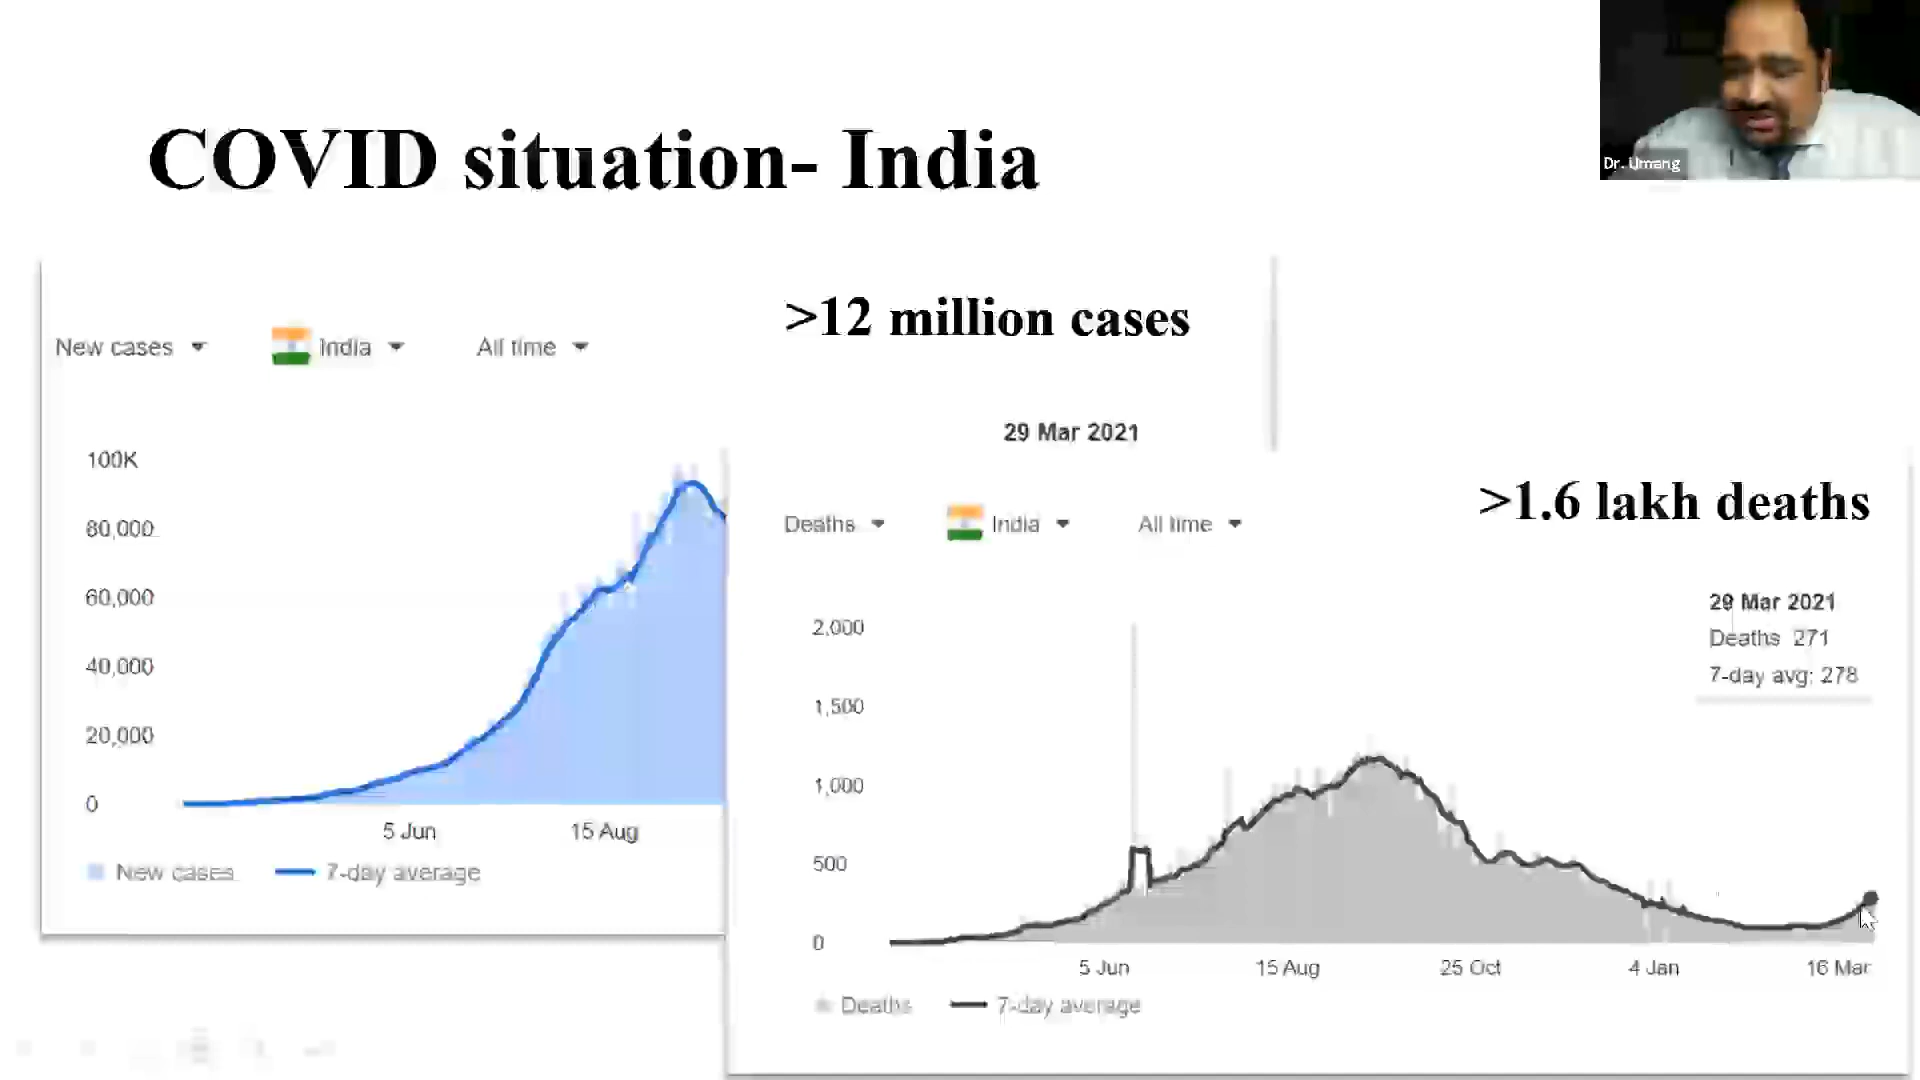 Dr. Umang
COVID situation- India
>12 million cases
New cases India All time
29 Mar 2021
100K
80,000
60,000
40,000
20,000
0
5 Jun 15 Aug
New cases 7-day average
>1.6 lakh deaths
Deaths India All time
29 Mar 2021
Deaths 271
7-day avg: 278
2,000
1,500
1,000
500
0
5 Jun 15 Aug 25 Oct 4 Jan 16 Mar
Deaths 7-day average